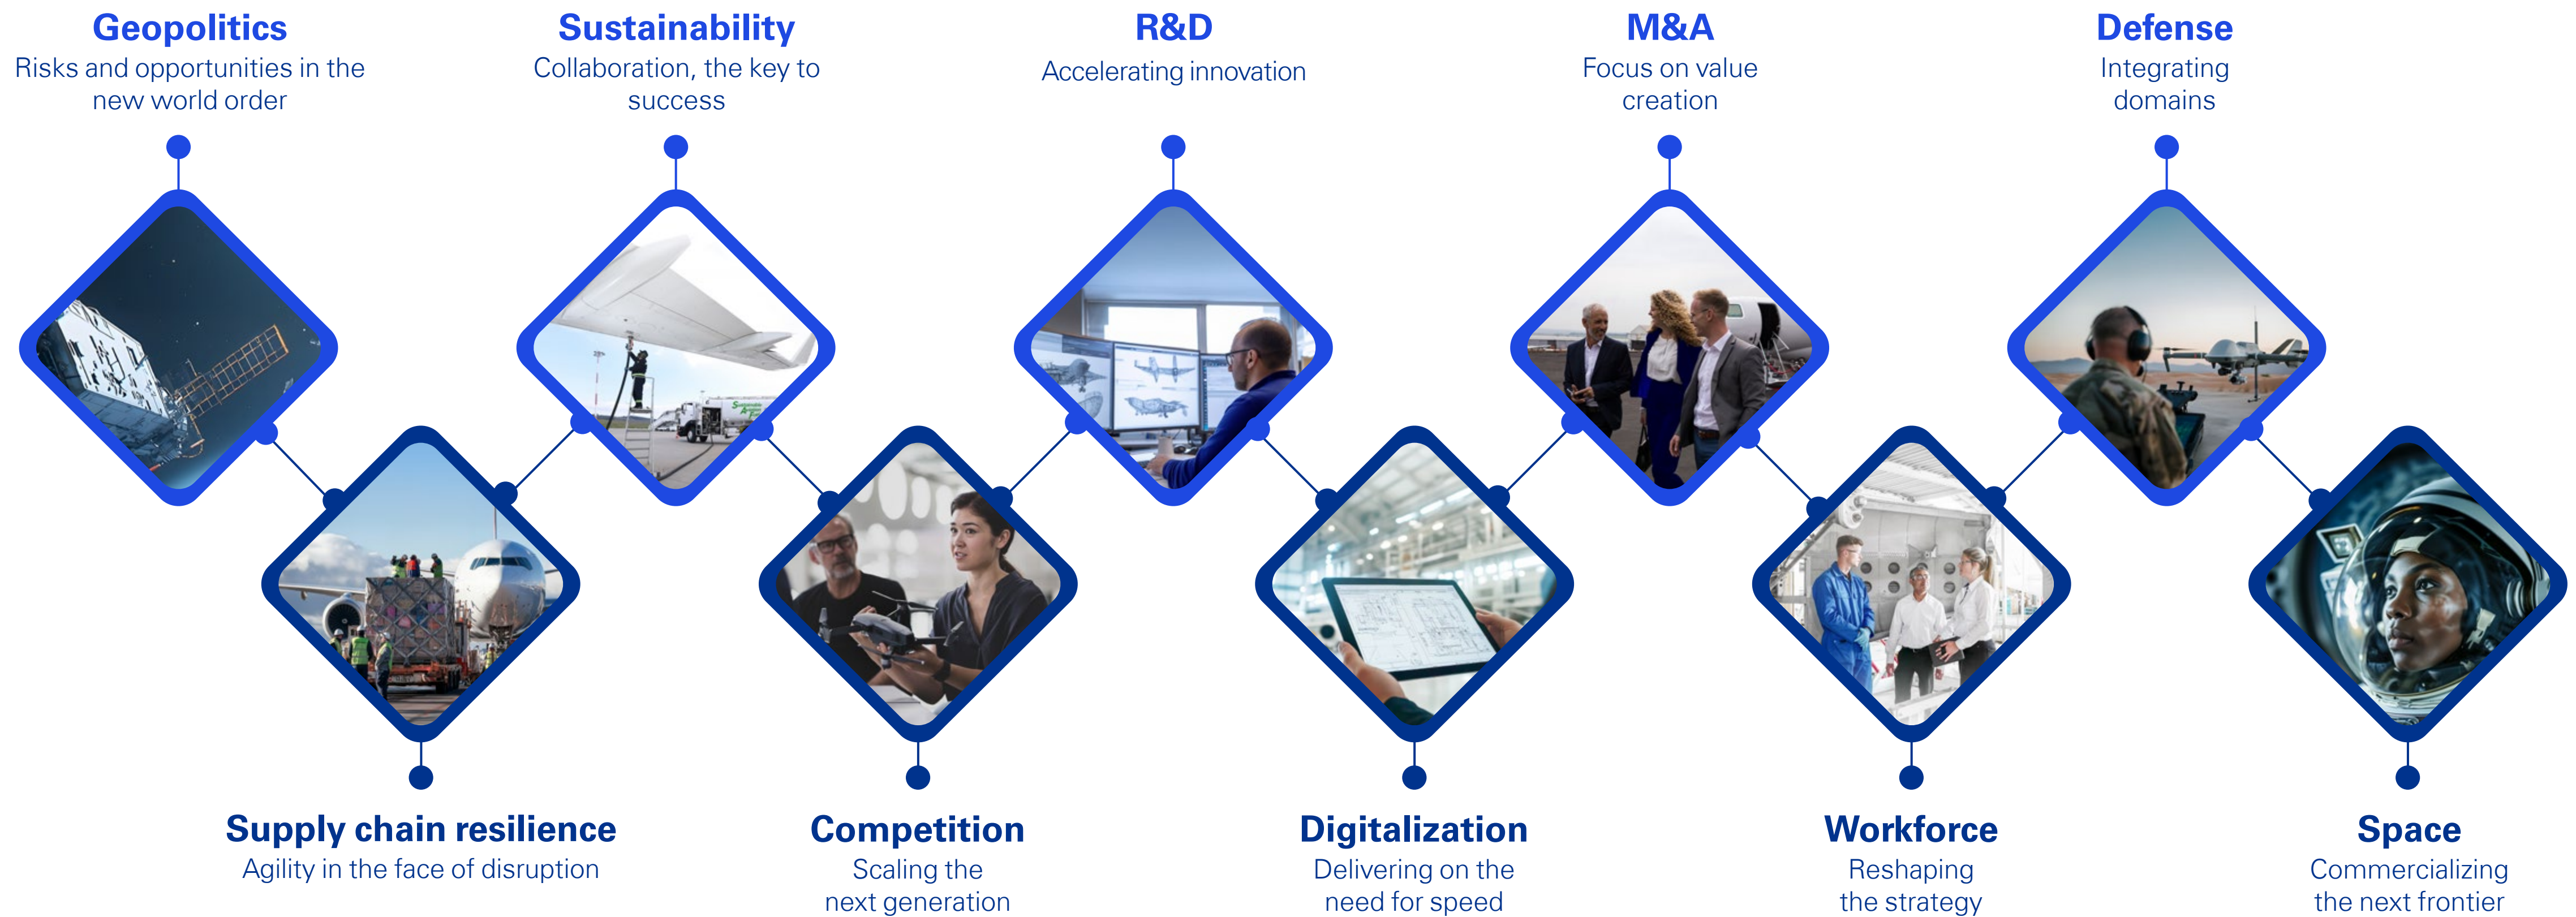 Geopolitics
Risks and opportunities in the
new world order
Sustainability
Collaboration, the key to
success
R&D
Accelerating innovation
M&A
Focus on value
creation
Defense
Integrating
domains
Supply chain resilience
Agility in the face of disruption
Competition
Scaling the
next generation
Digitalization
Delivering on the
need for speed
Workforce
Reshaping
the strategy
Space
Commercializing
the next frontier